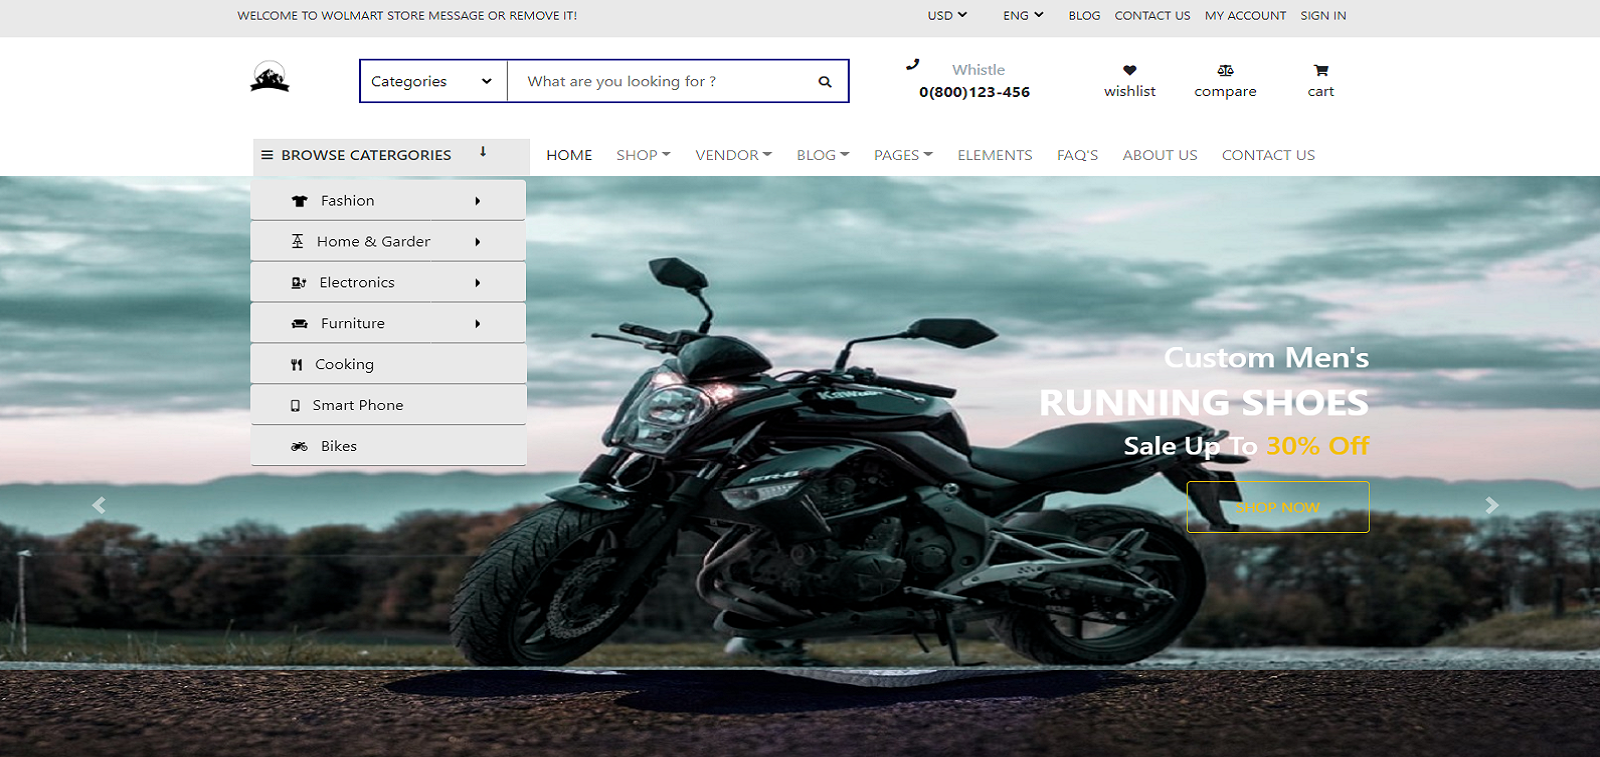 WELCOME TO WOLMART STORE MESSAGE OR REMOVE IT! USD ENG BLOG CONTACT US MY ACCOUNT SIGN IN
Categories What are you looking for ? Whistle
0(800)123-456 wishlist compare cart
BROWSE CATERGORIES HOME SHOP VENDOR BLOG PAGES ELEMENTS FAQ'S ABOUT US CONTACT US
Fashion
Home & Garder
Electronics
Furniture
Cooking
Smart Phone
Bikes
Custom Men's
RUNNING SHOES
Sale Up To 30% Off
SHOP NOW
Kawasaki
ER-6